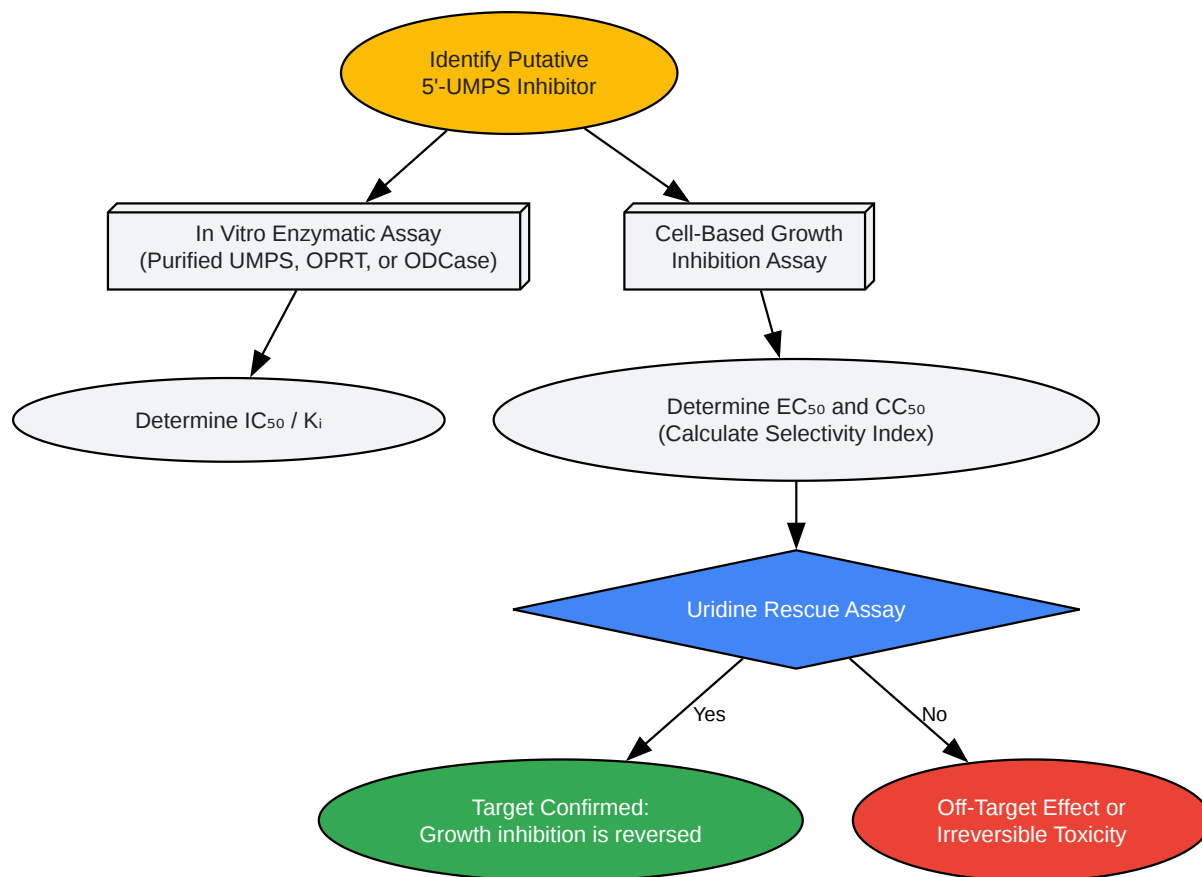 Identify Putative
5'-UMPS Inhibitor
In Vitro Enzymatic Assay
(Purified UMPS, OPRT, or ODCase)
Cell-Based Growth
Inhibition Assay
Determine IC₅₀ / Kᵢ
Determine EC₅₀ and CC₅₀
(Calculate Selectivity Index)
Uridine Rescue Assay
Yes
No
Target Confirmed:
Growth inhibition is reversed
Off-Target Effect or
Irreversible Toxicity